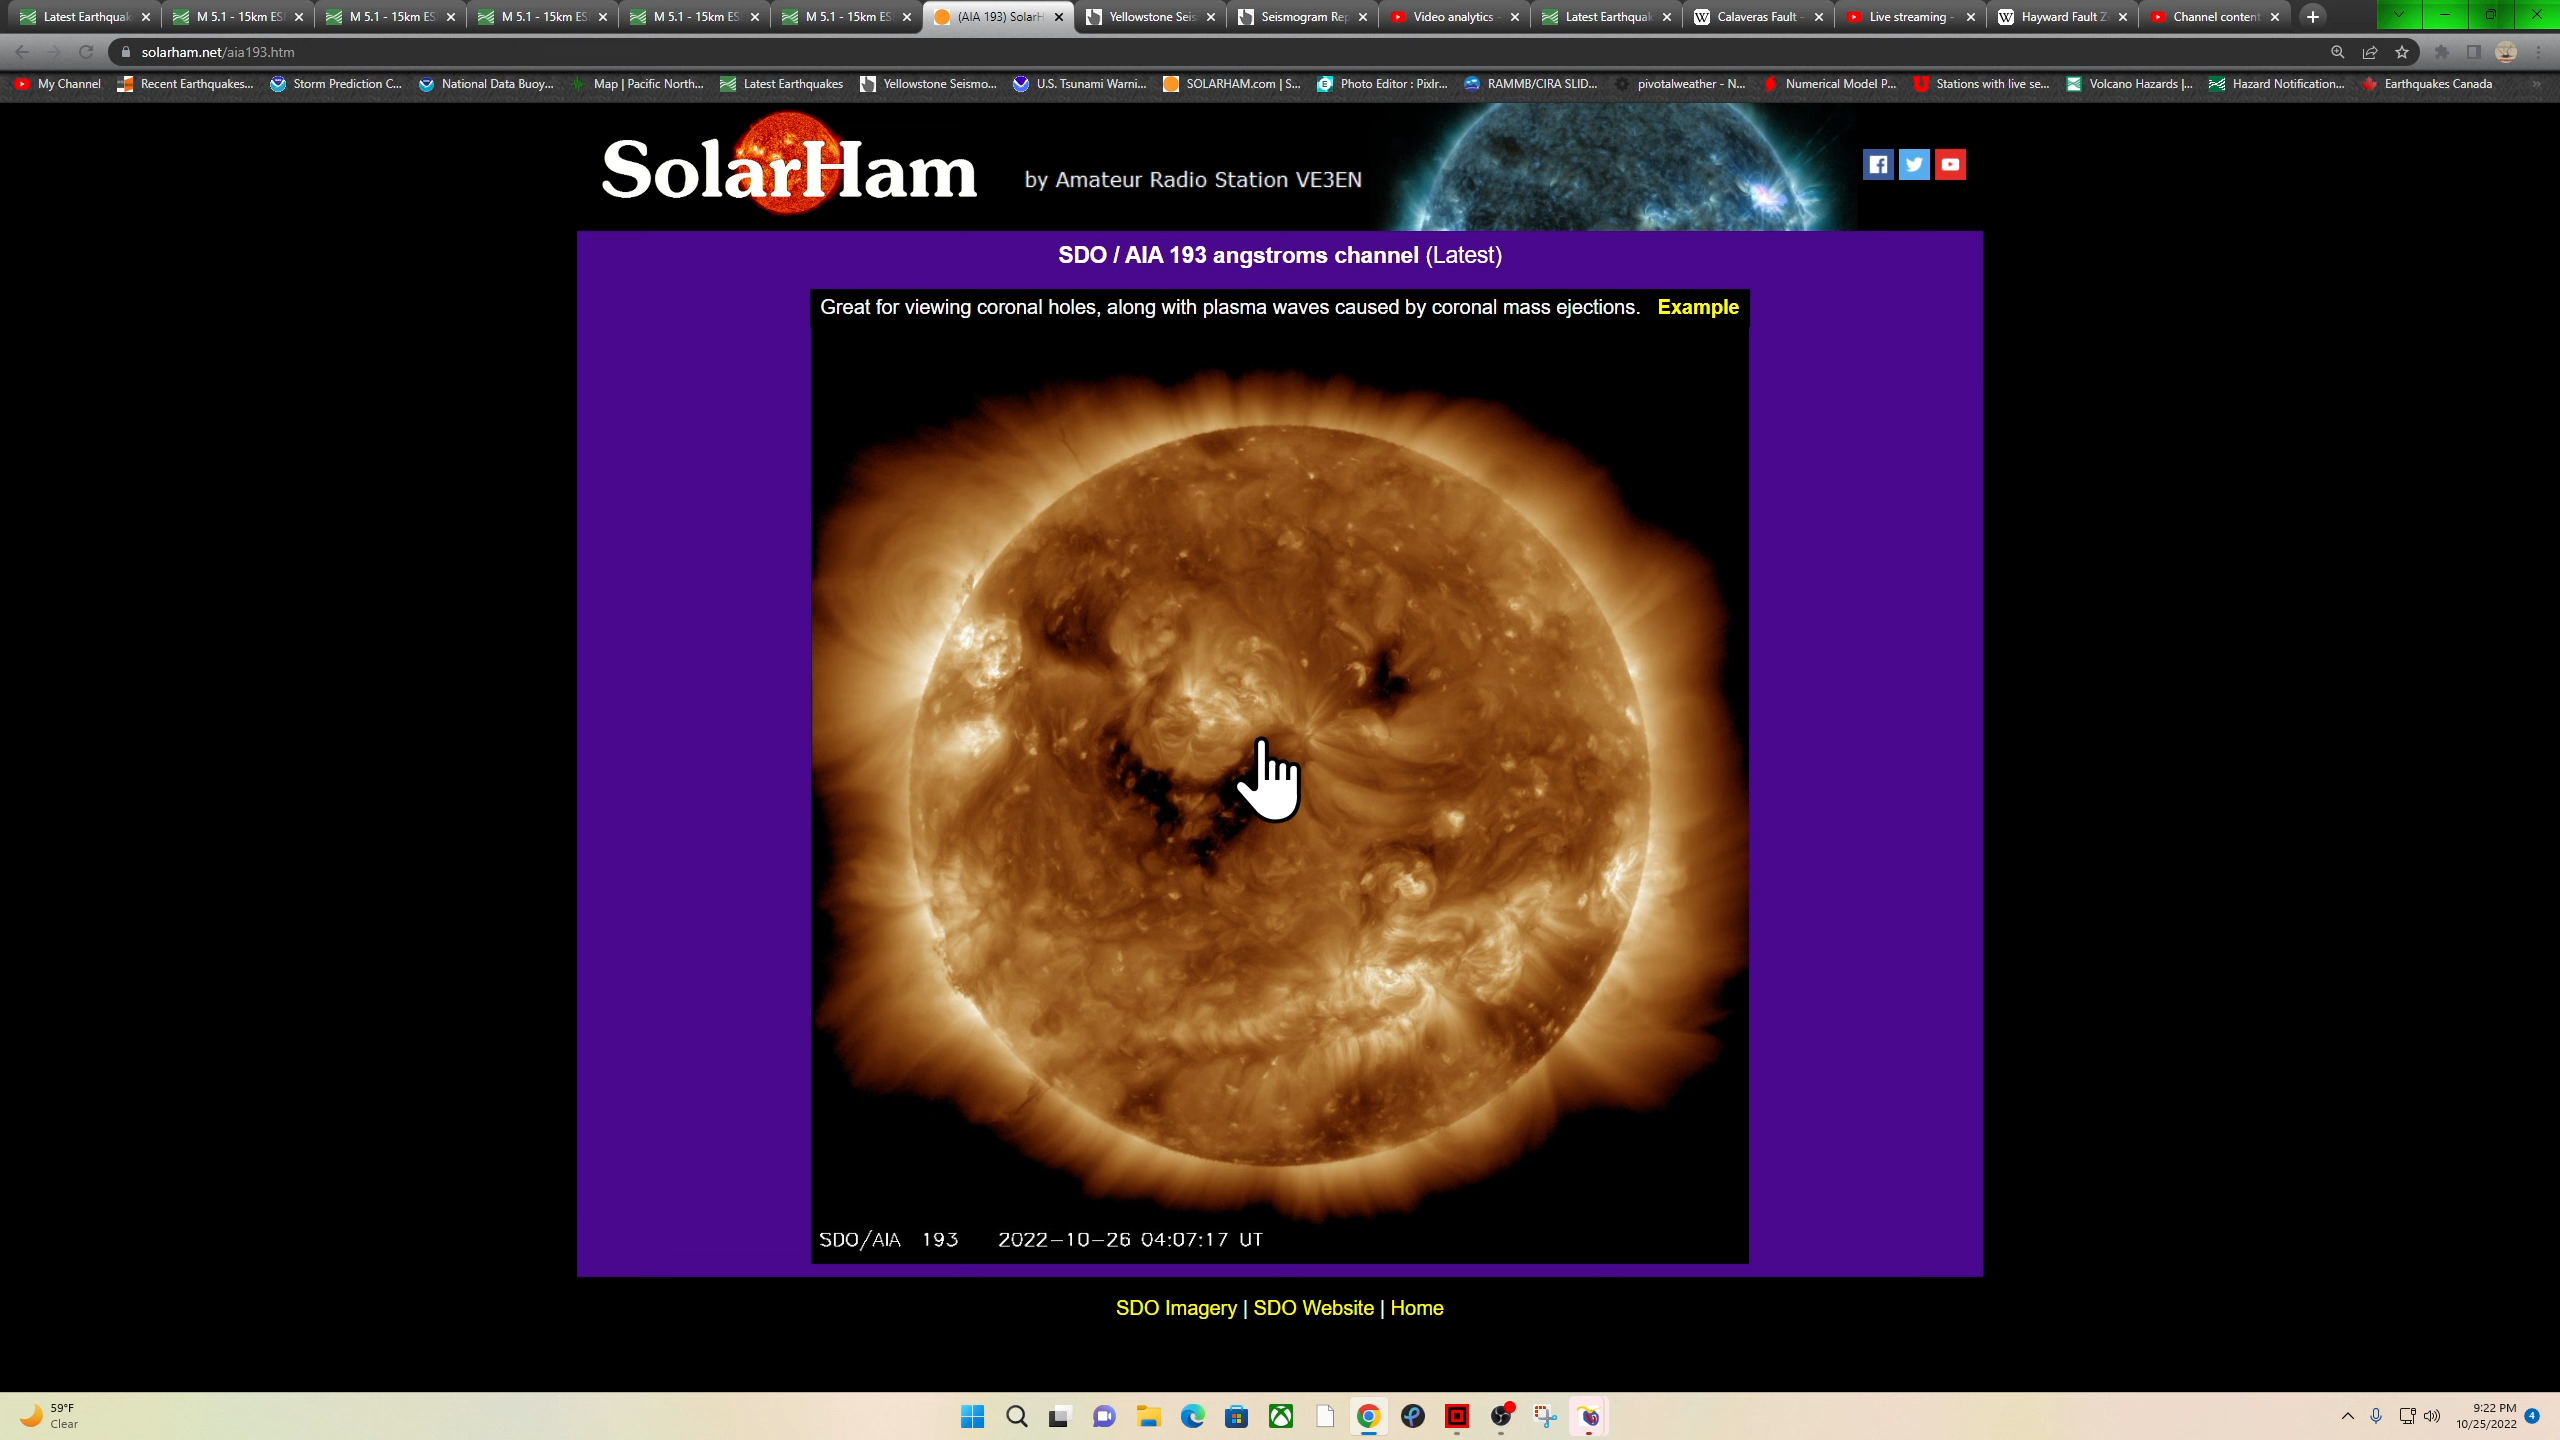 Latest Earthquak
M 5.1 - 15km ES
M 5.1 - 15km ES
M 5.1 - 15km ES
M 5.1 - 15km ES
M 5.1 - 15km ES
(AIA 193) SolarH
Yellowstone Seis
Seismogram Rep
Video analytics -
Latest Earthquak
Calaveras Fault -
Live streaming -
Hayward Fault Z
Channel content
solarham.net/aia193.htm
My Channel
Recent Earthquakes...
Storm Prediction C...
National Data Buoy...
Map | Pacific North...
Latest Earthquakes
Yellowstone Seismo...
U.S. Tsunami Warni...
SOLARHAM.com | S...
Photo Editor : Pixlr...
RAMMB/CIRA SLID...
pivotalweather - N...
Numerical Model P...
Stations with live se...
Volcano Hazards |...
Hazard Notification...
Earthquakes Canada
SolarHam
by Amateur Radio Station VE3EN
SDO / AIA 193 angstroms channel (Latest)
Great for viewing coronal holes, along with plasma waves caused by coronal mass ejections. Example
SDO/AIA 193 2022-10-26 04:07:17 UT
SDO Imagery | SDO Website | Home
59°F
Clear
9:22 PM
10/25/2022
4